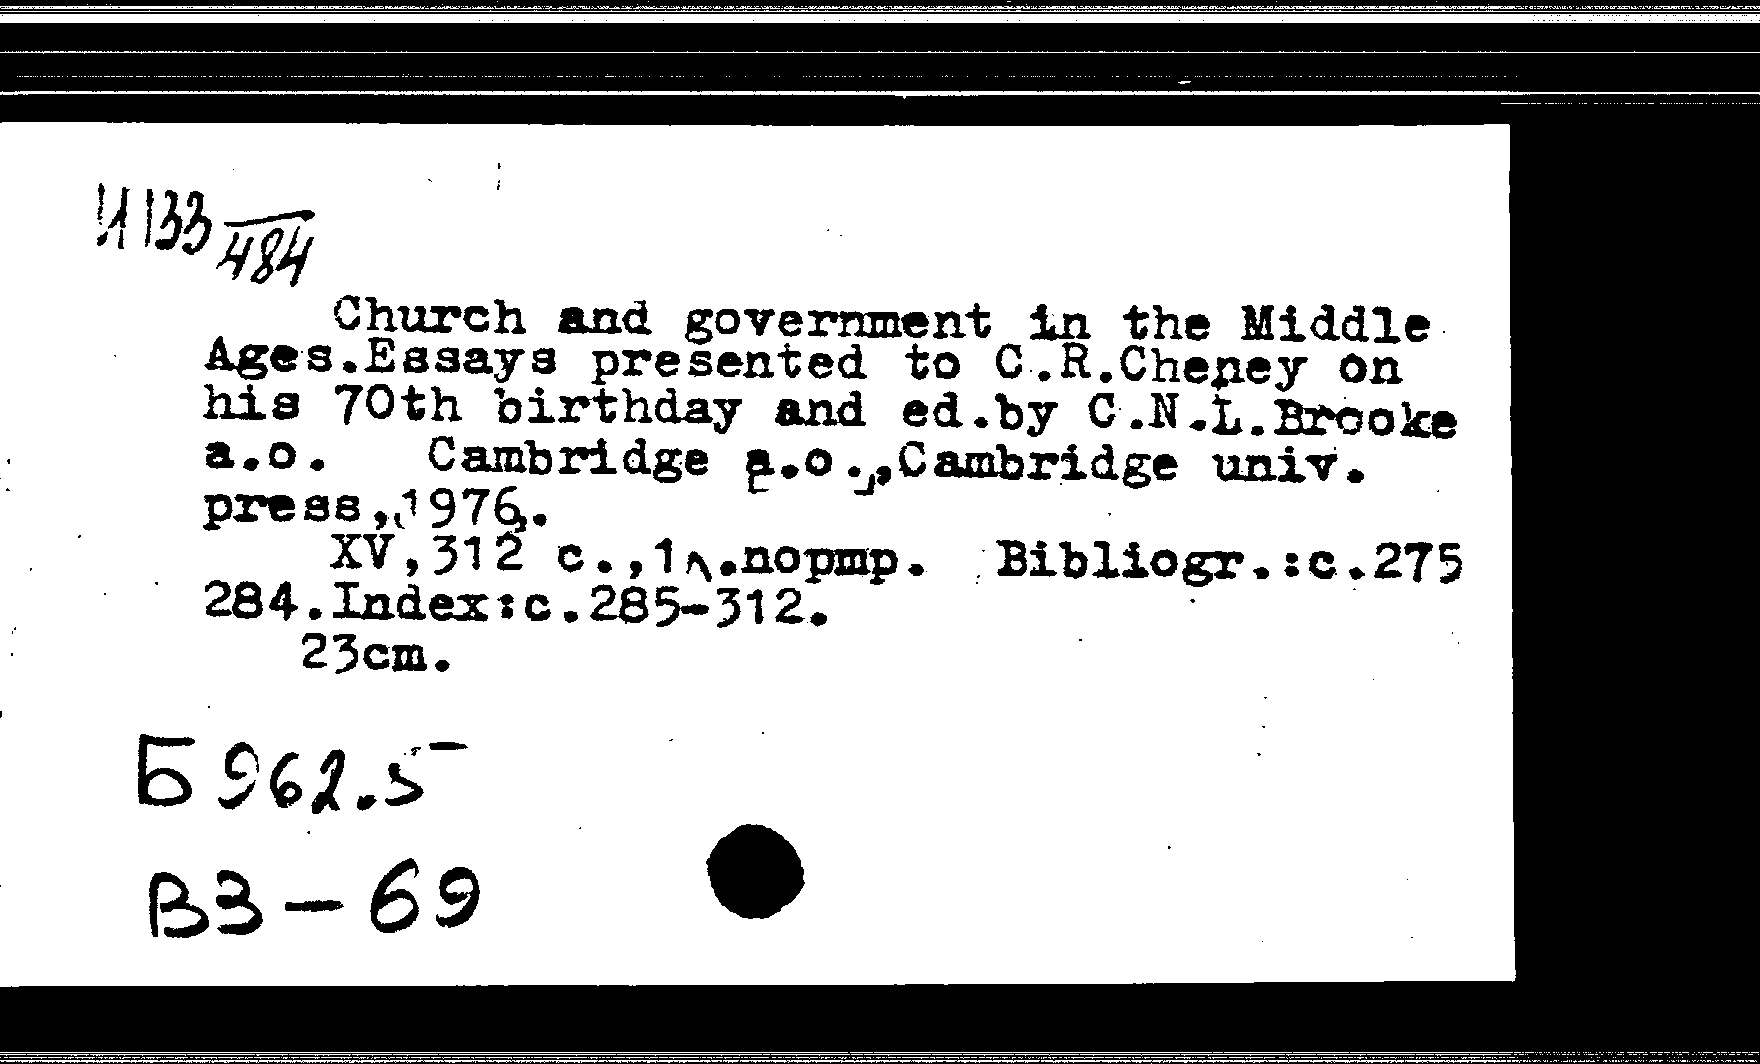 И133/484
Church and government in the Middle
Ages.Essays presented to C.R.Cheney on
his 70th birthday and ed.by C.N.L.Brooke
a.o. Cambridge a.o.,Cambridge univ.
press,1976.
XV,312 c.,1л.портр. Bibliogr.:c.275
284.Index:c.285-312.
23cm.
Б962.5
В3-69